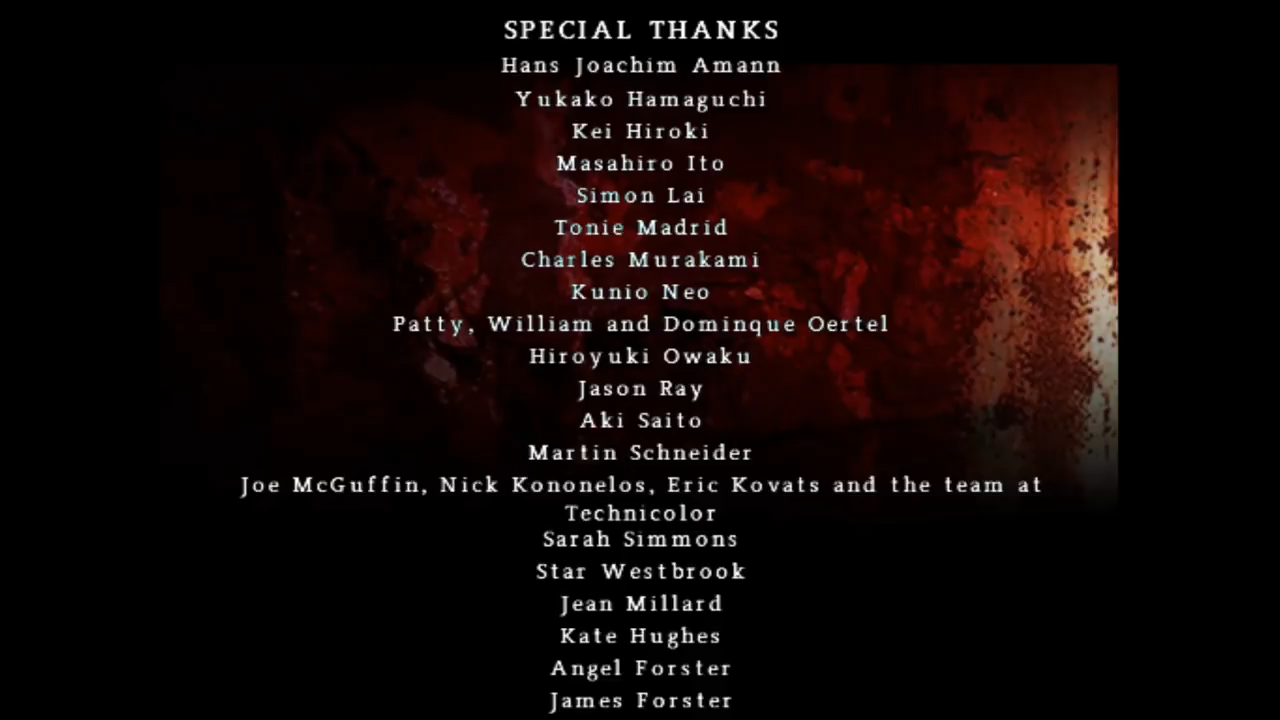 SPECIAL THANKS
Hans Joachim Amann
Yukako Hamaguchi
Kei Hiroki
Masahiro Ito
Simon Lai
Tonie Madrid
Charles Murakami
Kunio Neo
Patty, William and Dominque Oertel
Hiroyuki Owaku
Jason Ray
Aki Saito
Martin Schneider
Joe McGuffin, Nick Kononelos, Eric Kovats and the team at
Technicolor
Sarah Simmons
Star Westbrook
Jean Millard
Kate Hughes
Angel Forster
James Forster